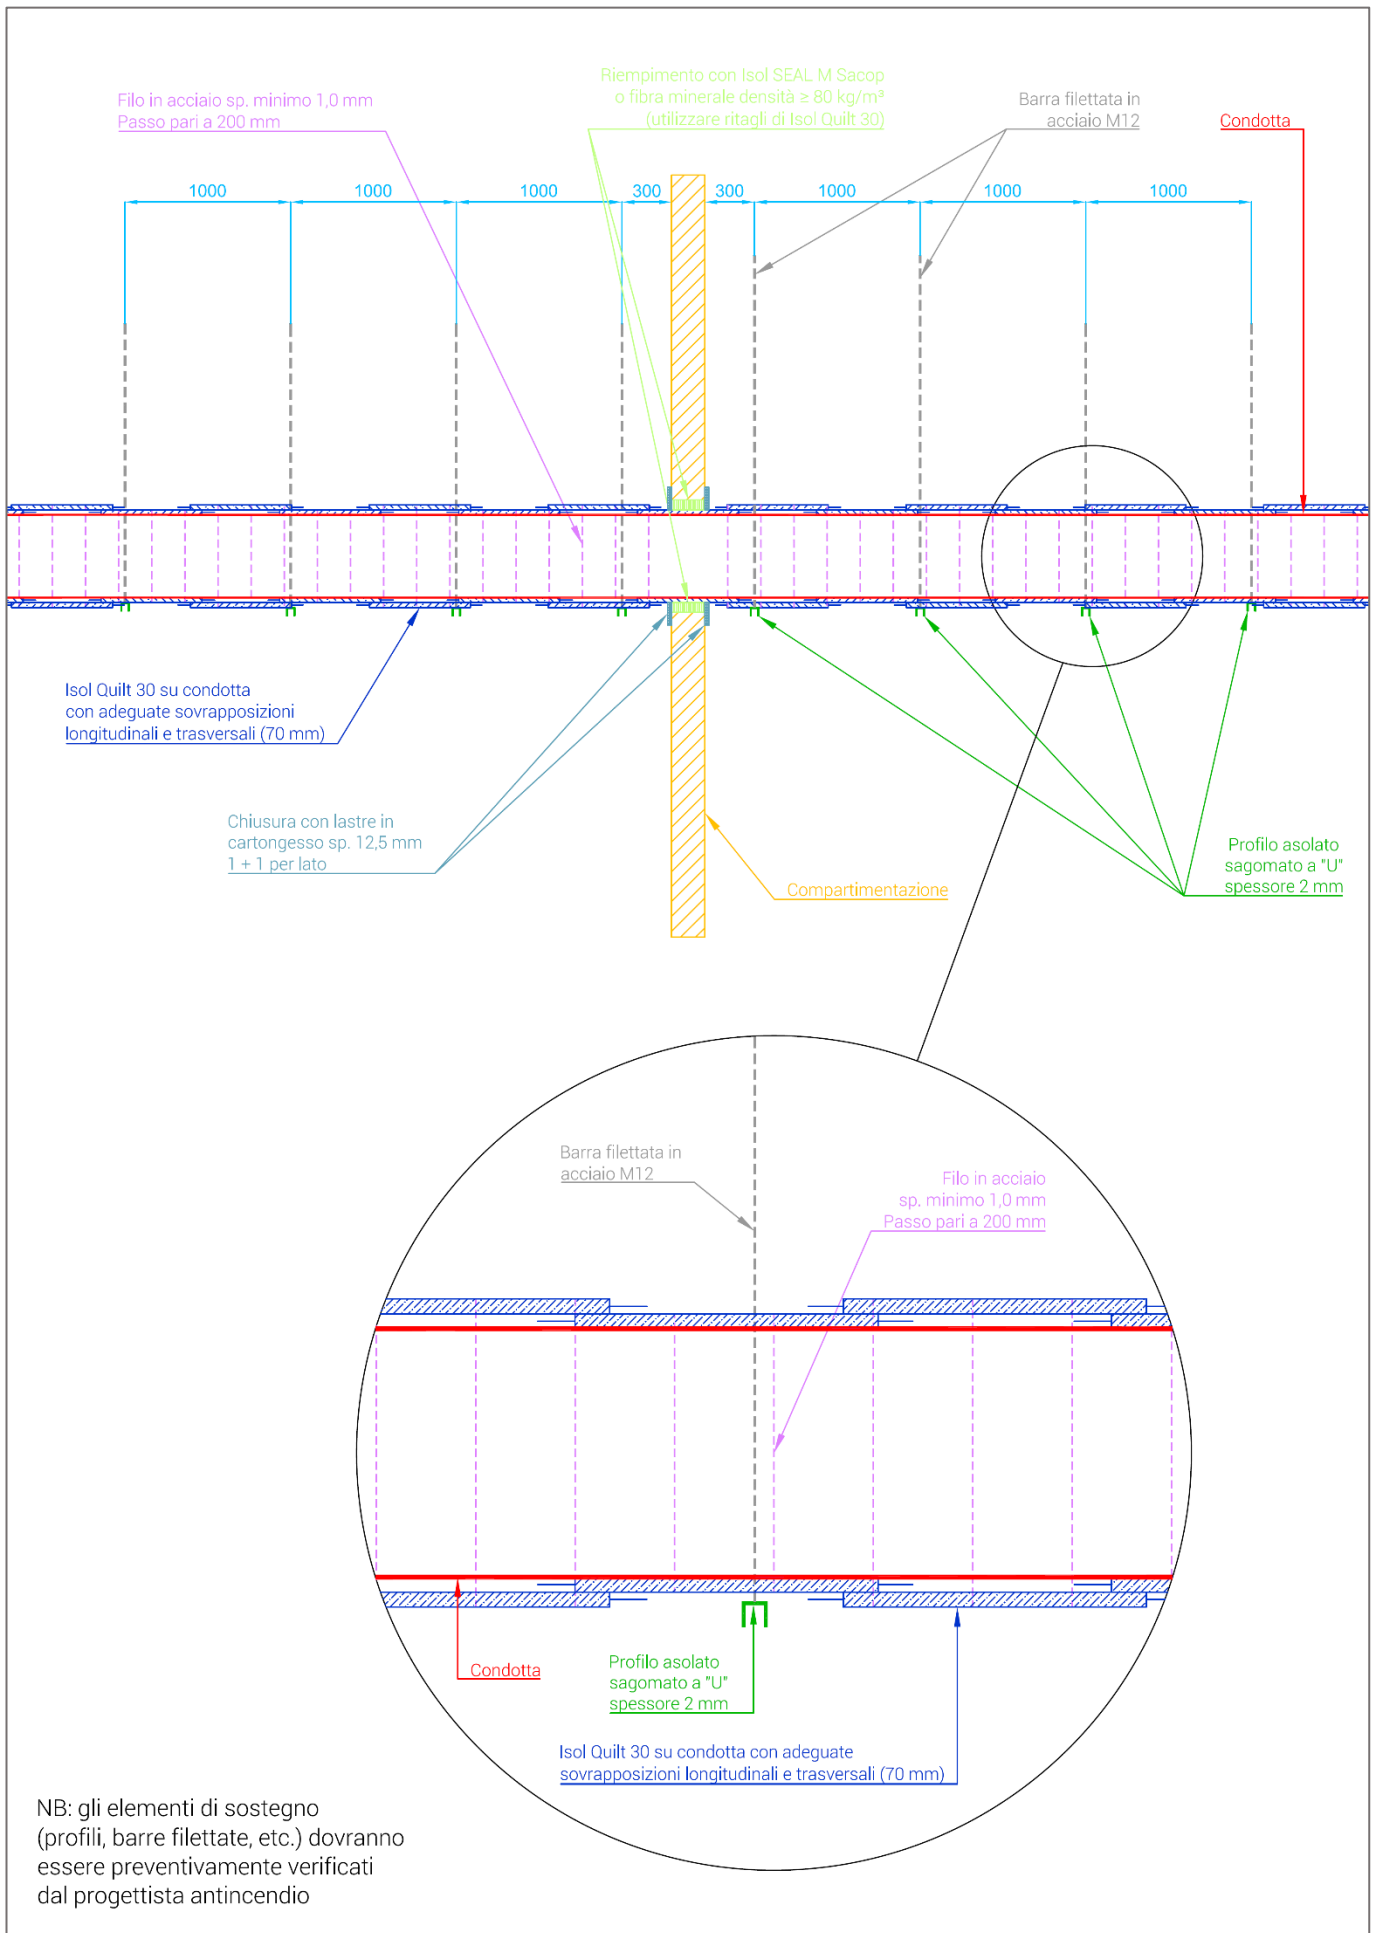 Riempimento con Isol SEAL M Sacop
o fibra minerale densità ≥ 80 kg/m³
(utilizzare ritagli di Isol Quilt 30)
Filo in acciaio sp. minimo 1,0 mm
Passo pari a 200 mm
Barra filettata in
acciaio M12
Condotta
1000
1000
1000
300
300
1000
1000
1000
Isol Quilt 30 su condotta
con adeguate sovrapposizioni
longitudinali e trasversali (70 mm)
Chiusura con lastre in
cartongesso sp. 12,5 mm
1 + 1 per lato
Compartimentazione
Profilo asolato
sagomato a "U"
spessore 2 mm
Barra filettata in
acciaio M12
Filo in acciaio
sp. minimo 1,0 mm
Passo pari a 200 mm
Condotta
Profilo asolato
sagomato a "U"
spessore 2 mm
Isol Quilt 30 su condotta con adeguate
sovrapposizioni longitudinali e trasversali (70 mm)
NB: gli elementi di sostegno
(profili, barre filettate, etc.) dovranno
essere preventivamente verificati
dal progettista antincendio